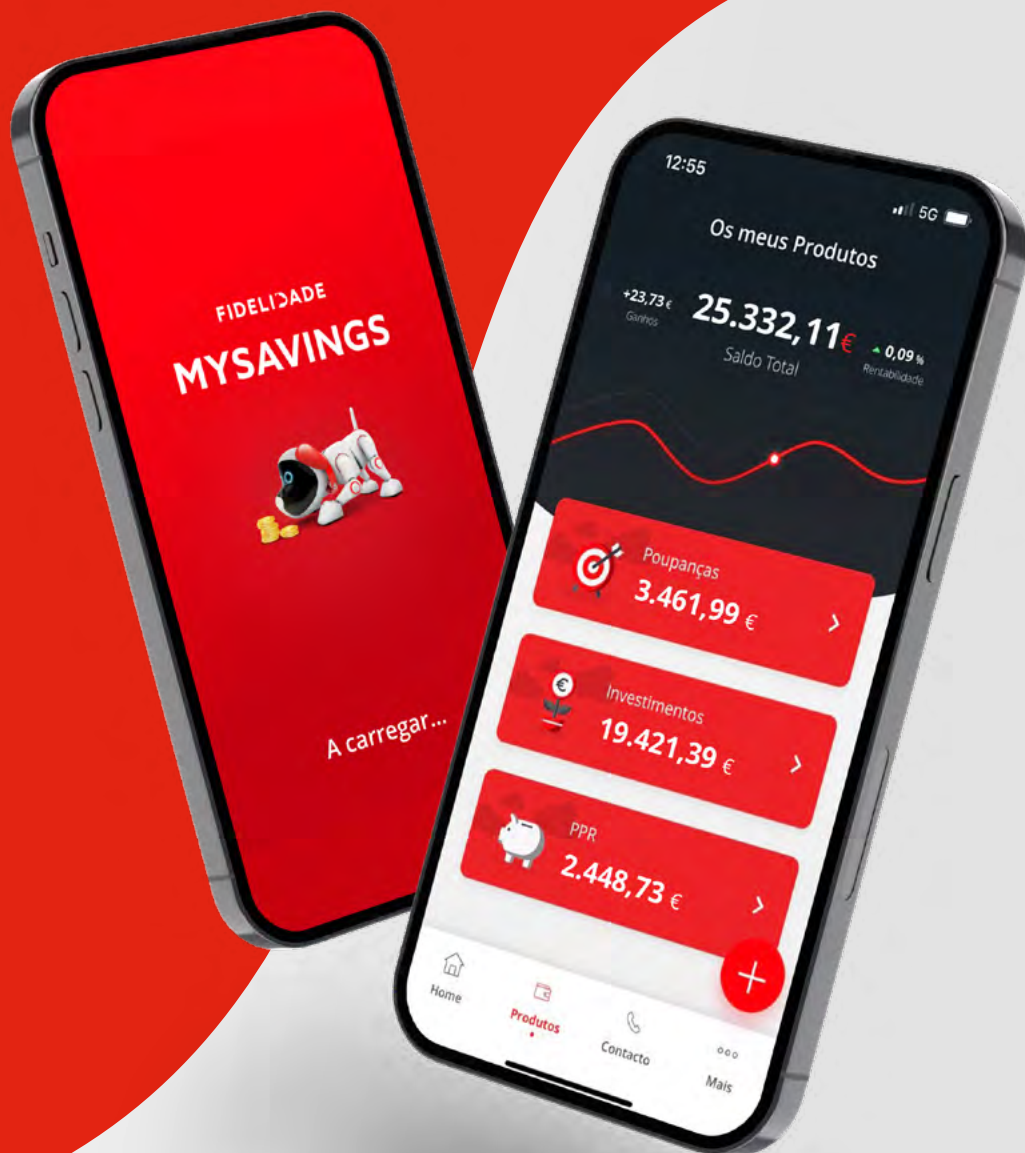 FIDELIDADE
MYSAVINGS
A carregar...
12:55
5G
Os meus Produtos
+23,73 €
Ganhos
25.332,11€
Saldo Total
0,09 %
Rentabilidade
Poupanças
3.461,99 €
Investimentos
19.421,39 €
PPR
2.448,73 €
Home
Produtos
Contacto
Mais